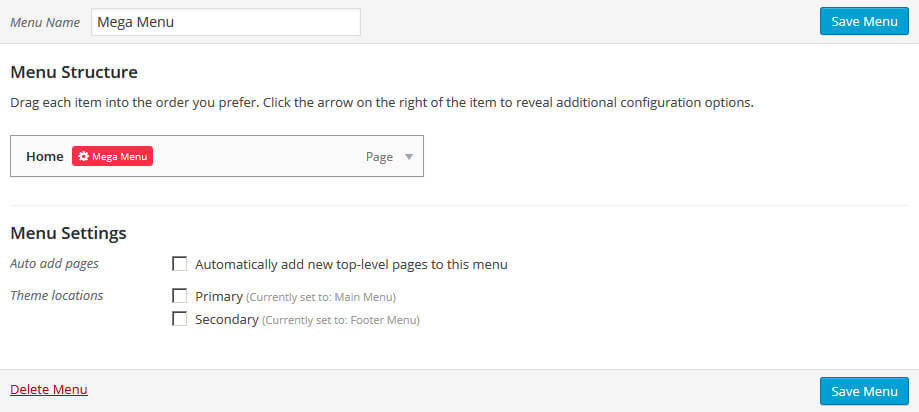 Menu Name Mega Menu Save Menu
Menu Structure
Drag each item into the order you prefer. Click the arrow on the right of the item to reveal additional configuration options.
Home Mega Menu Page
Menu Settings
Auto add pages Automatically add new top-level pages to this menu
Theme locations Primary (Currently set to: Main Menu)
Secondary (Currently set to: Footer Menu)
Delete Menu Save Menu